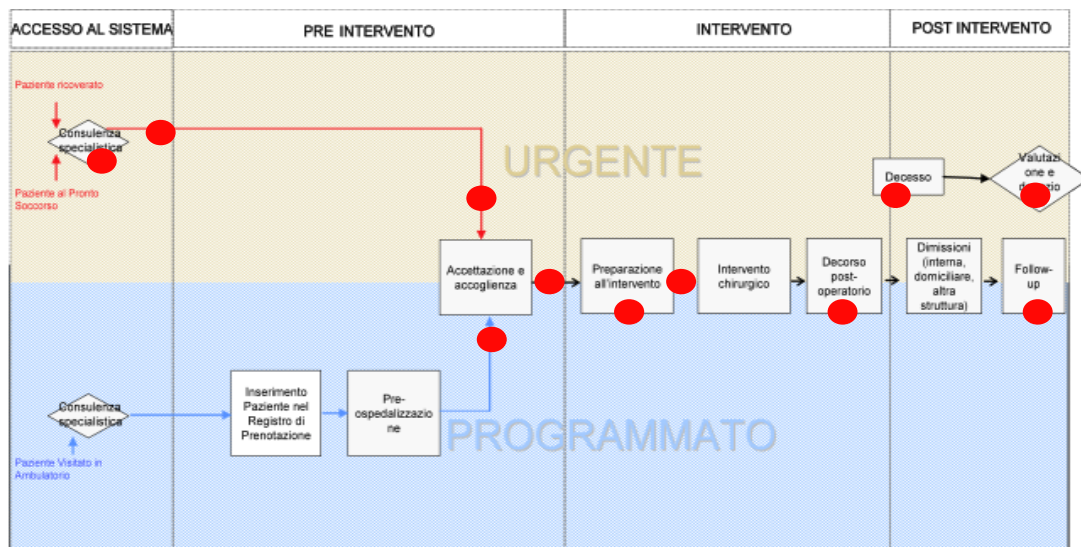 ACCESSO AL SISTEMA
PRE INTERVENTO
INTERVENTO
POST INTERVENTO
Paziente ricoverato
Consulenza
specialistica
Paziente al Pronto
Soccorso
URGENTE
Decesso
Valutazi
one e
Accettazione e
accoglienza
Preparazione
all'intervento
Intervento
chirurgico
Decorso
post-
operatorio
Dimissioni
(interna,
domiciliare,
altra
struttura)
Follow-
up
Consulenza
specialistica
Paziente Visitato in
Ambulatorio
Inserimento
Paziente nel
Registro di
Prenotazione
Pre-
ospedalizzazio
ne
PROGRAMMATO